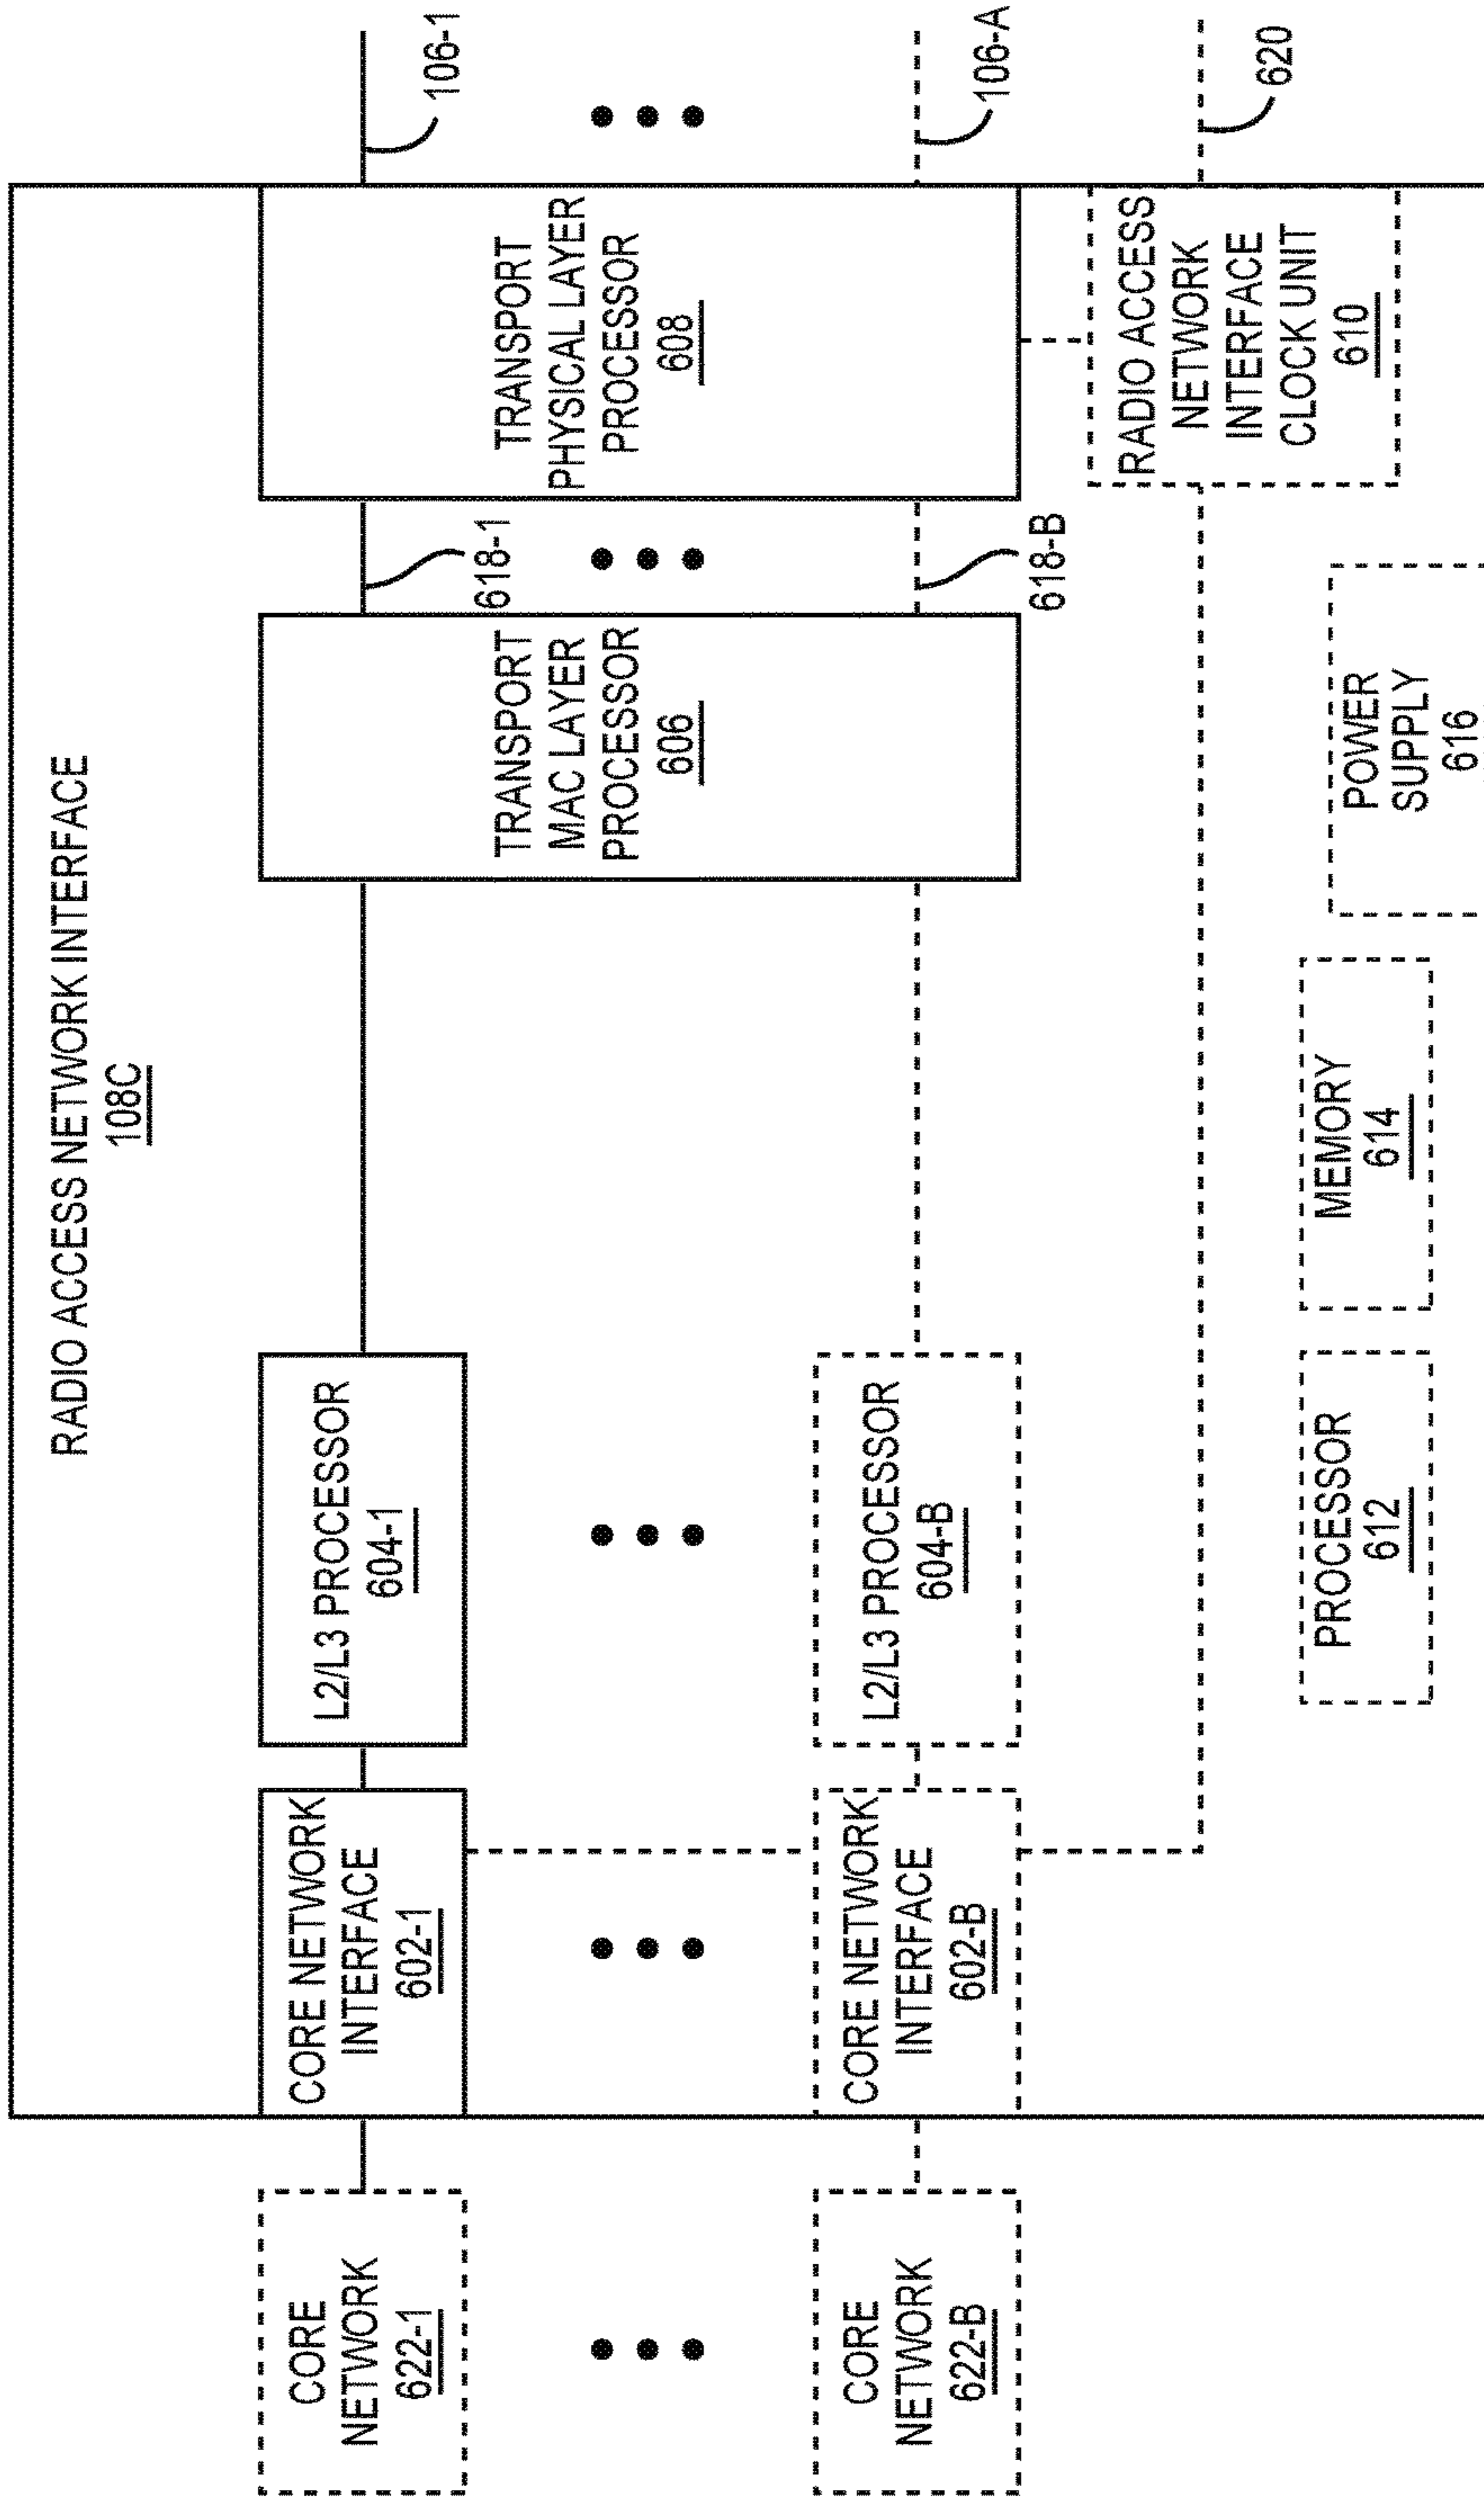 RADIO ACCESS NETWORK INTERFACE
108C
CORE
NETWORK
622-1
CORE NETWORK
INTERFACE
602-1
L2/L3 PROCESSOR
604-1
TRANSPORT
MAC LAYER
PROCESSOR
606
618-1
TRANSPORT
PHYSICAL LAYER
PROCESSOR
608
106-1
CORE
NETWORK
622-B
CORE NETWORK
INTERFACE
602-B
L2/L3 PROCESSOR
604-B
618-B
106-A
RADIO ACCESS
NETWORK
INTERFACE
CLOCK UNIT
610
620
PROCESSOR
612
MEMORY
614
POWER
SUPPLY
616